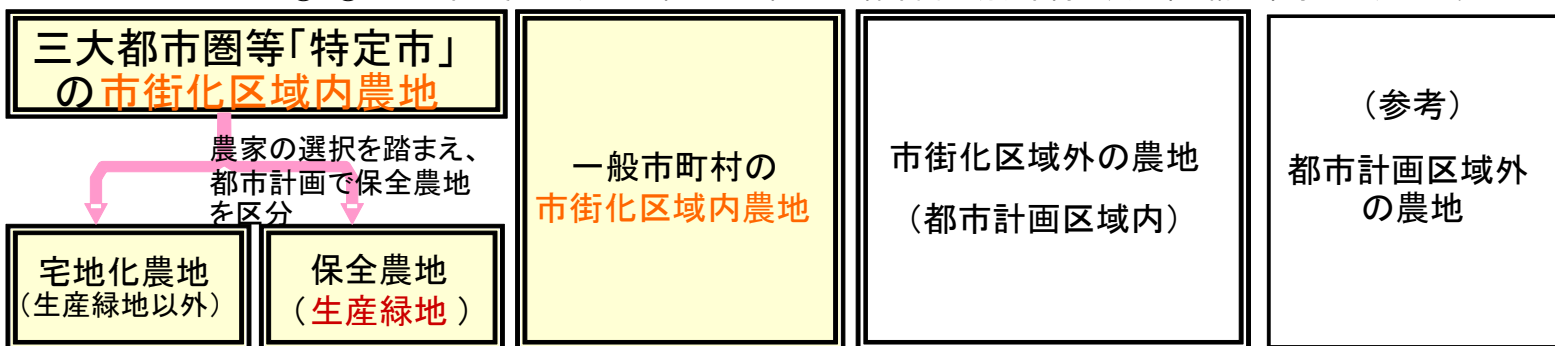 三大都市圏等「特定市」
の市街化区域内農地
農家の選択を踏まえ、
都市計画で保全農地
を区分
宅地化農地
（生産緑地以外）
保全農地
（生産緑地 ）
一般市町村の
市街化区域内農地
市街化区域外の農地
（都市計画区域内）
（参考）
都市計画区域外
の農地